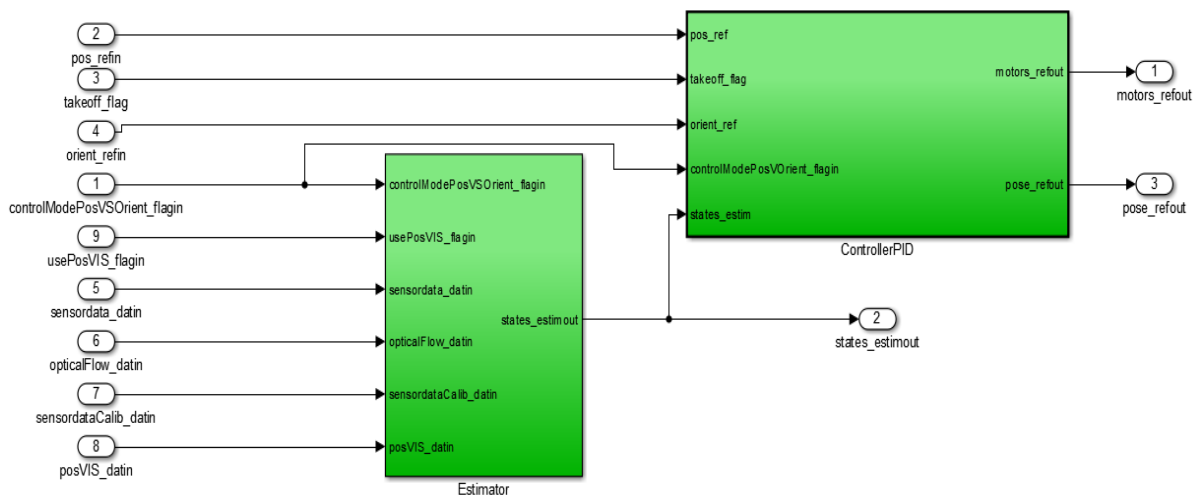 2
pos_refin
3
takeoff_flag
4
orient_refin
1
controlModePosVSOrient_flagin
9
usePosVIS_flagin
5
sensordata_datin
6
opticalFlow_datin
7
sensordataCalib_datin
8
posVIS_datin
controlModePosVSOrient_flagin
usePosVIS_flagin
sensordata_datin
opticalFlow_datin
sensordataCalib_datin
posVIS_datin
states_estimout
Estimator
pos_ref
takeoff_flag
orient_ref
controlModePosVOrient_flagin
states_estim
motors_refout
pose_refout
ControllerPID
1
motors_refout
3
pose_refout
2
states_estimout